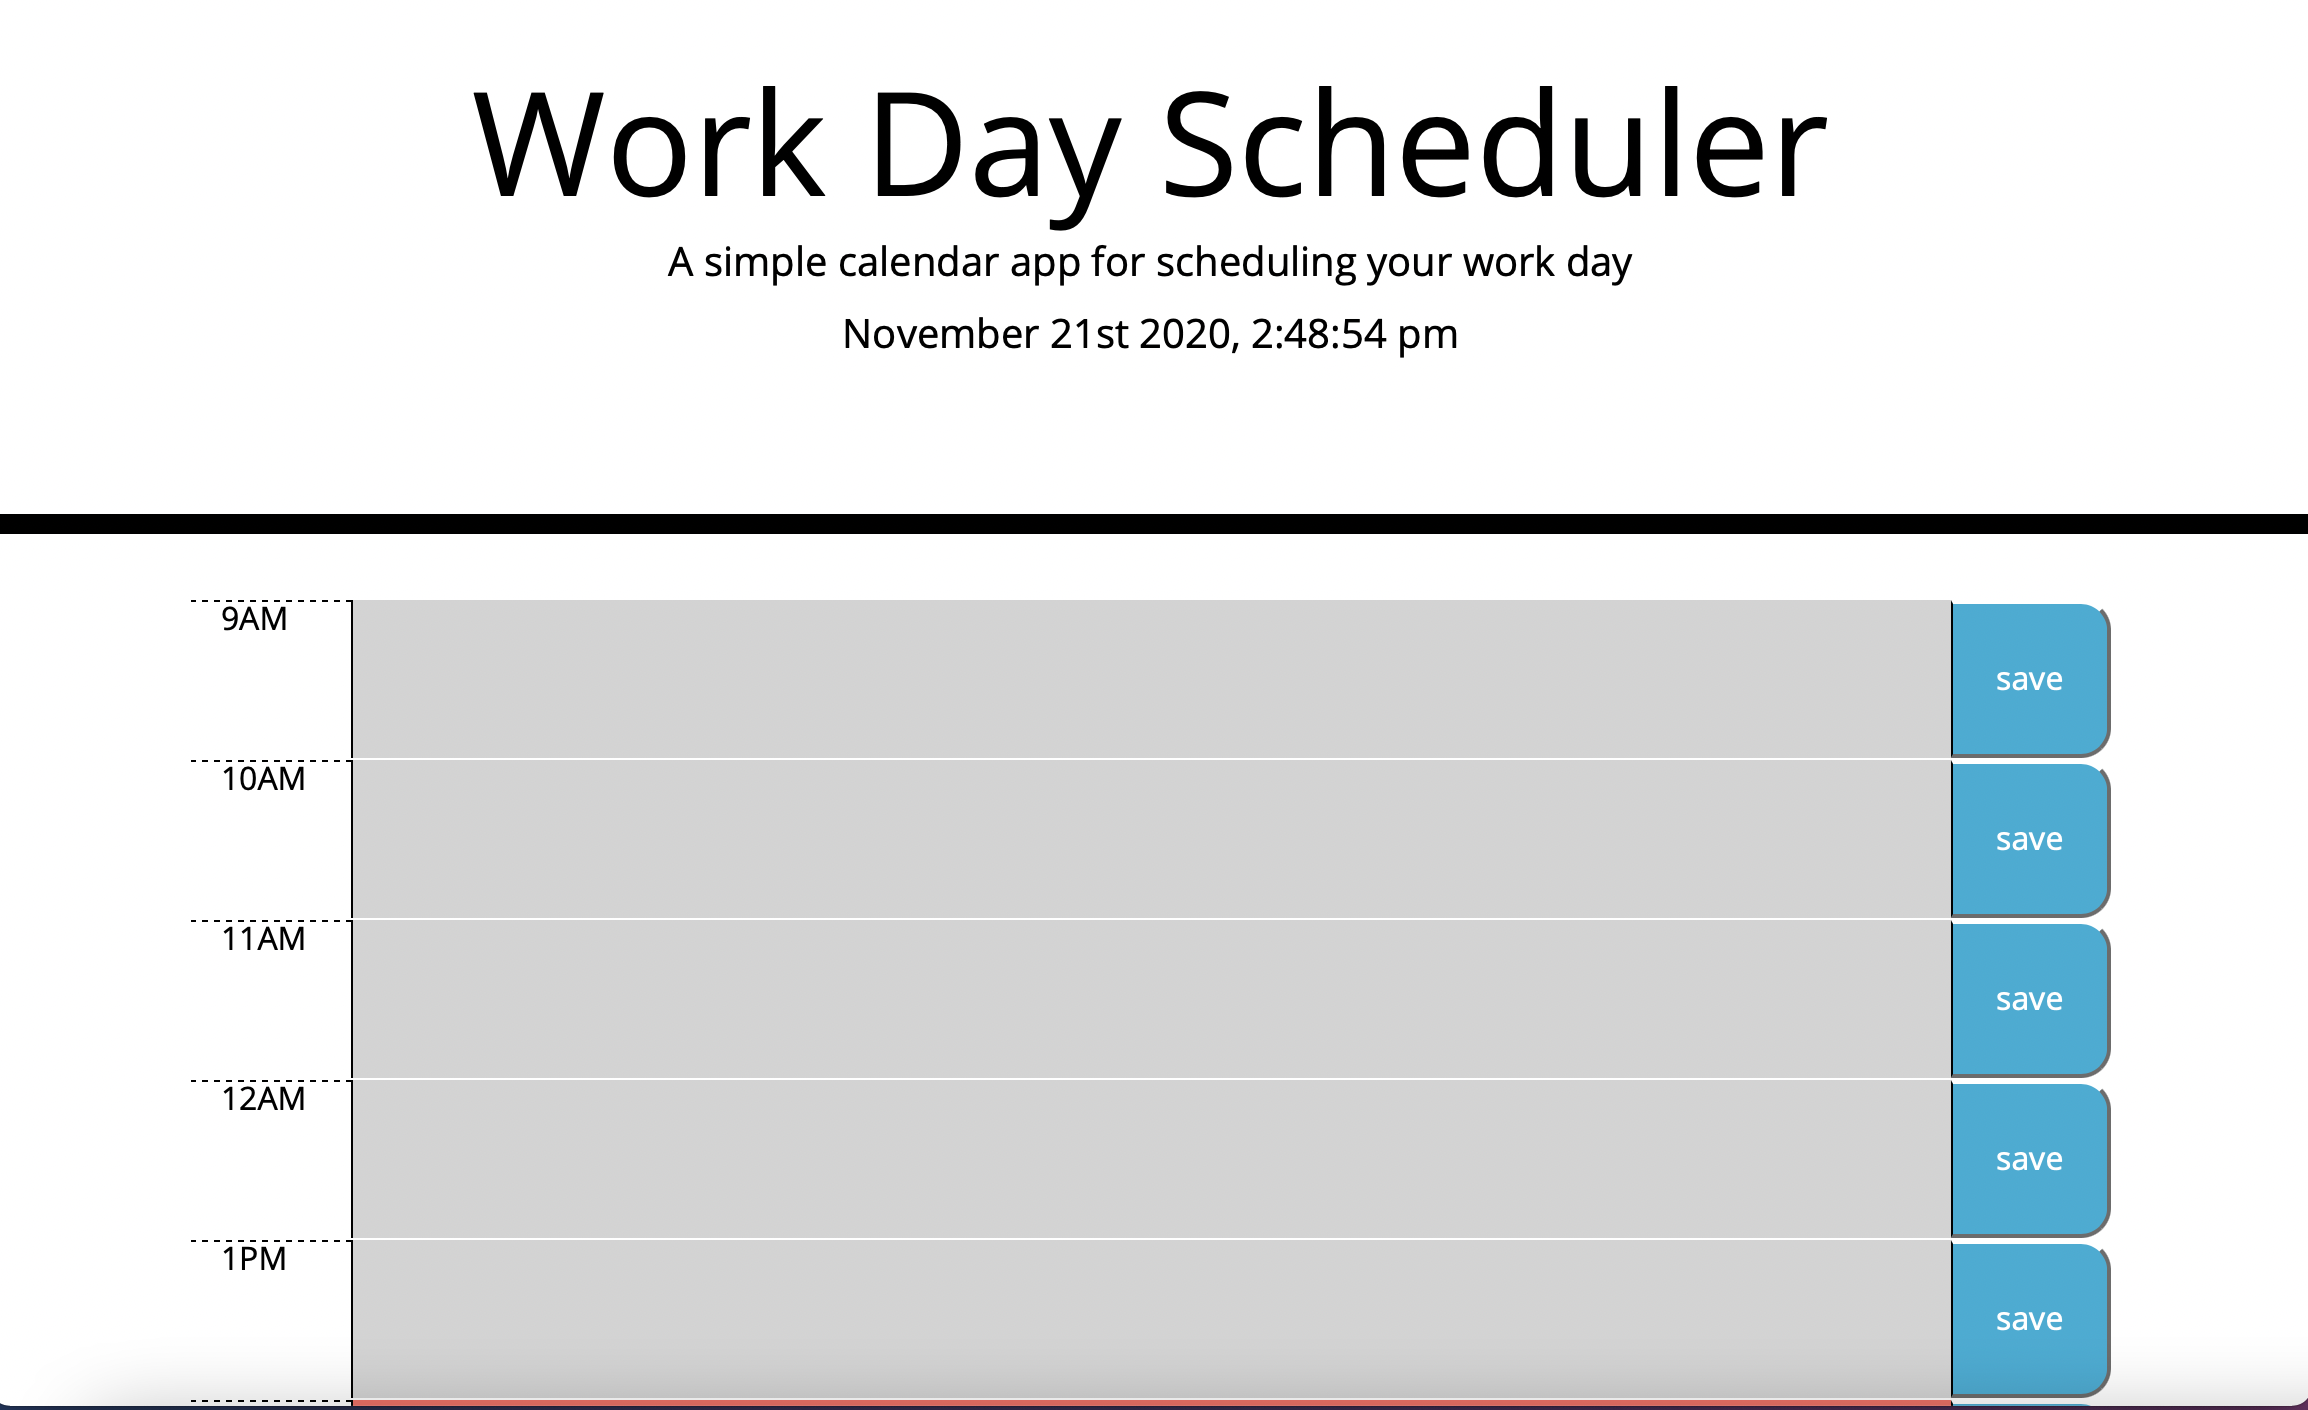 Work Day Scheduler
A simple calendar app for scheduling your work day
November 21st 2020, 2:48:54 pm
9AM
save
10AM
save
11AM
save
12AM
save
1PM
save